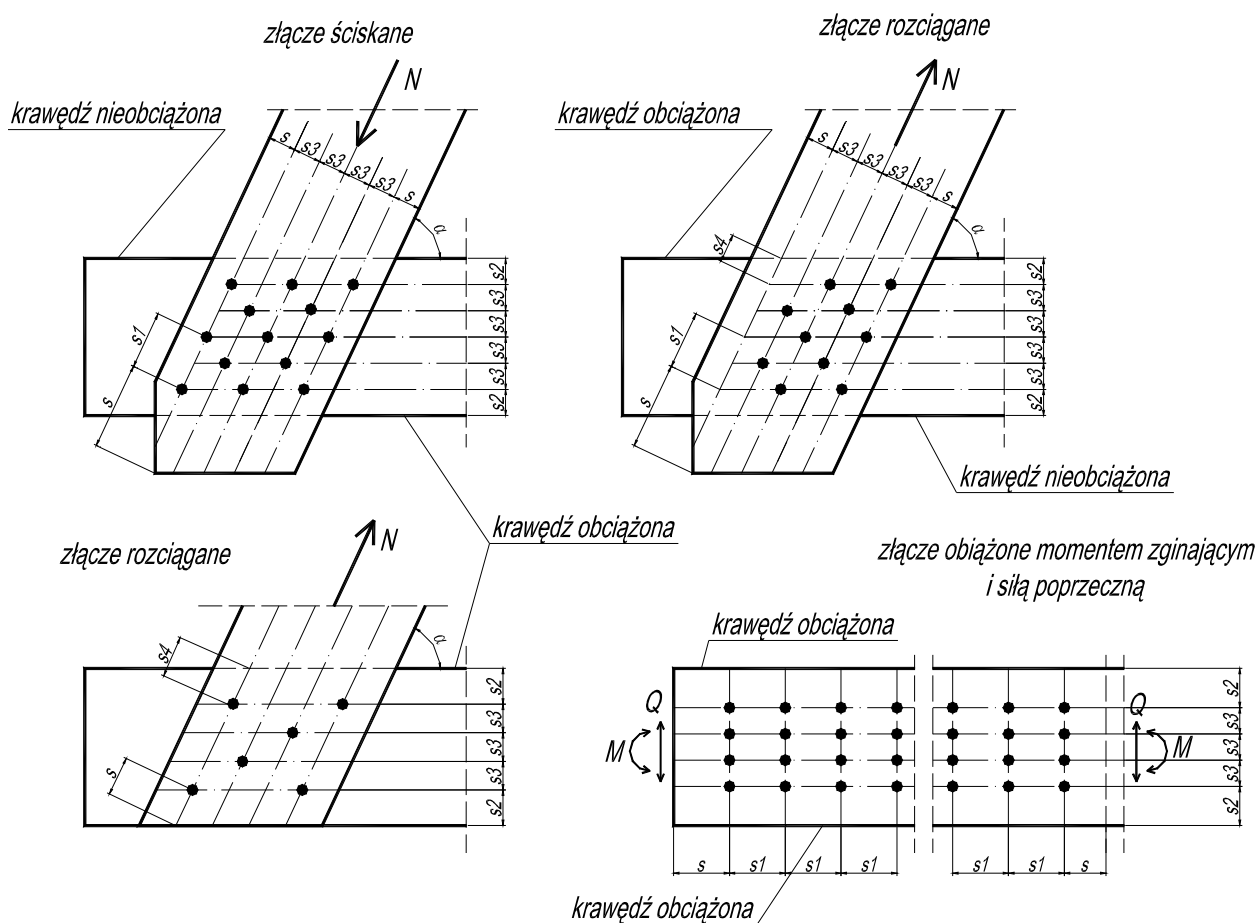 złącze ściskane
N
krawędź nieobciążona
s
s3
s3
s3
s3
s
α
s2
s3
s3
s3
s3
s2
s1
s
złącze rozciągane
N
krawędź obciążona
s
s3
s3
s3
s3
s
α
s4
s1
s
s2
s3
s3
s3
s3
s2
krawędź nieobciążona
krawędź obciążona
złącze rozciągane
N
α
s4
s
s2
s3
s3
s3
s2
złącze obiążone momentem zginającym
i siłą poprzeczną
krawędź obciążona
Q
M
Q
M
s2
s3
s3
s3
s2
s
s1
s1
s1
s1
s1
s
krawędź obciążona